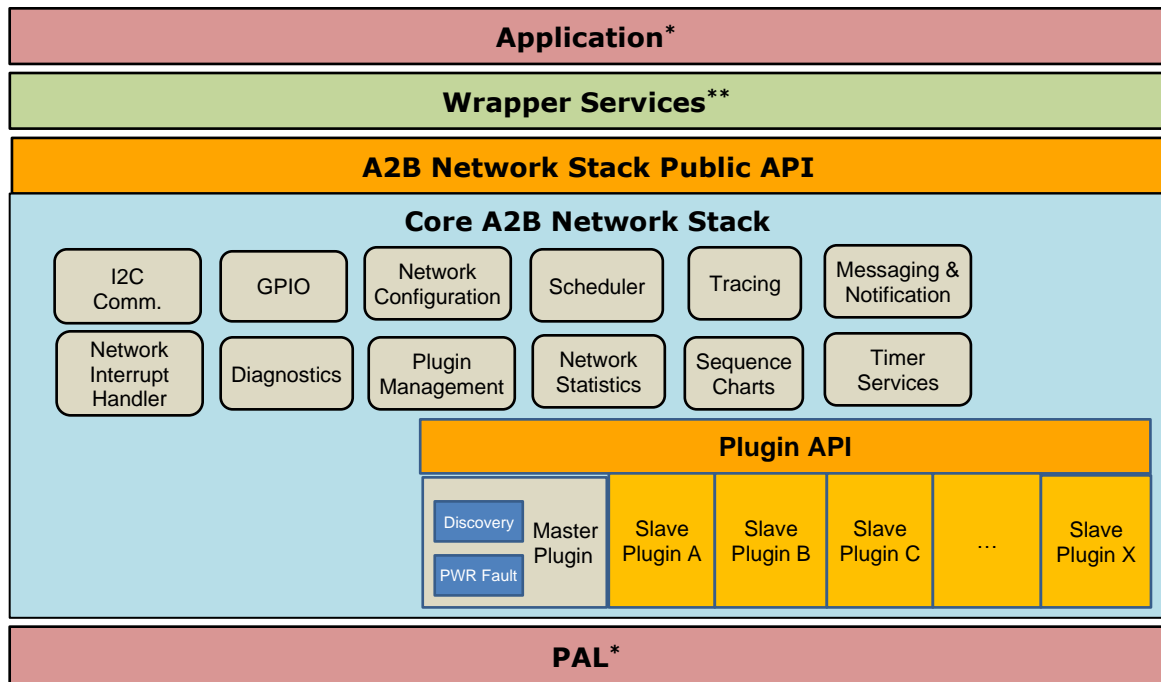 Application*
Wrapper Services**
A2B Network Stack Public API
Core A2B Network Stack
I2C
Comm.
GPIO
Network
Configuration
Scheduler
Tracing
Messaging &
Notification
Network
Interrupt
Handler
Diagnostics
Plugin
Management
Network
Statistics
Sequence
Charts
Timer
Services
Plugin API
Discovery
PWR Fault
Master
Plugin
Slave
Plugin A
Slave
Plugin B
Slave
Plugin C
…
Slave
Plugin X
PAL*